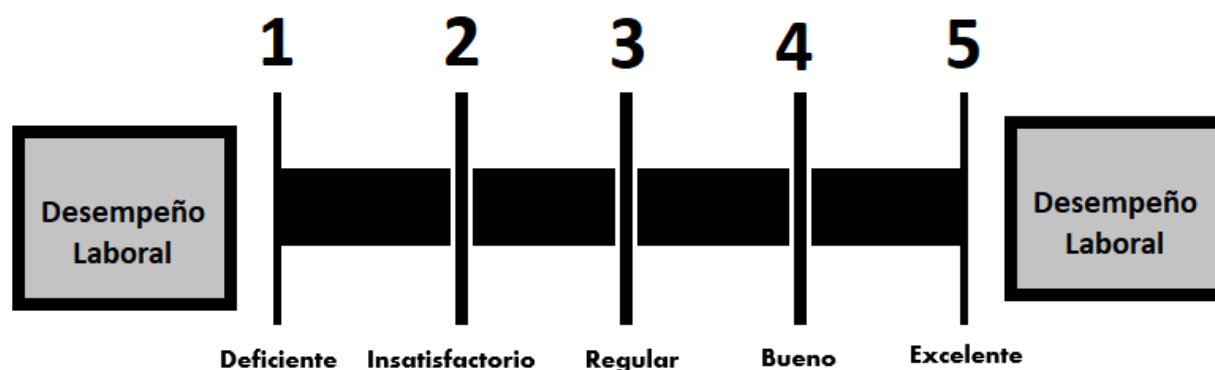 1 2 3 4 5
Desempeño
Laboral
Desempeño
Laboral
Deficiente Insatisfactorio Regular Bueno Excelente